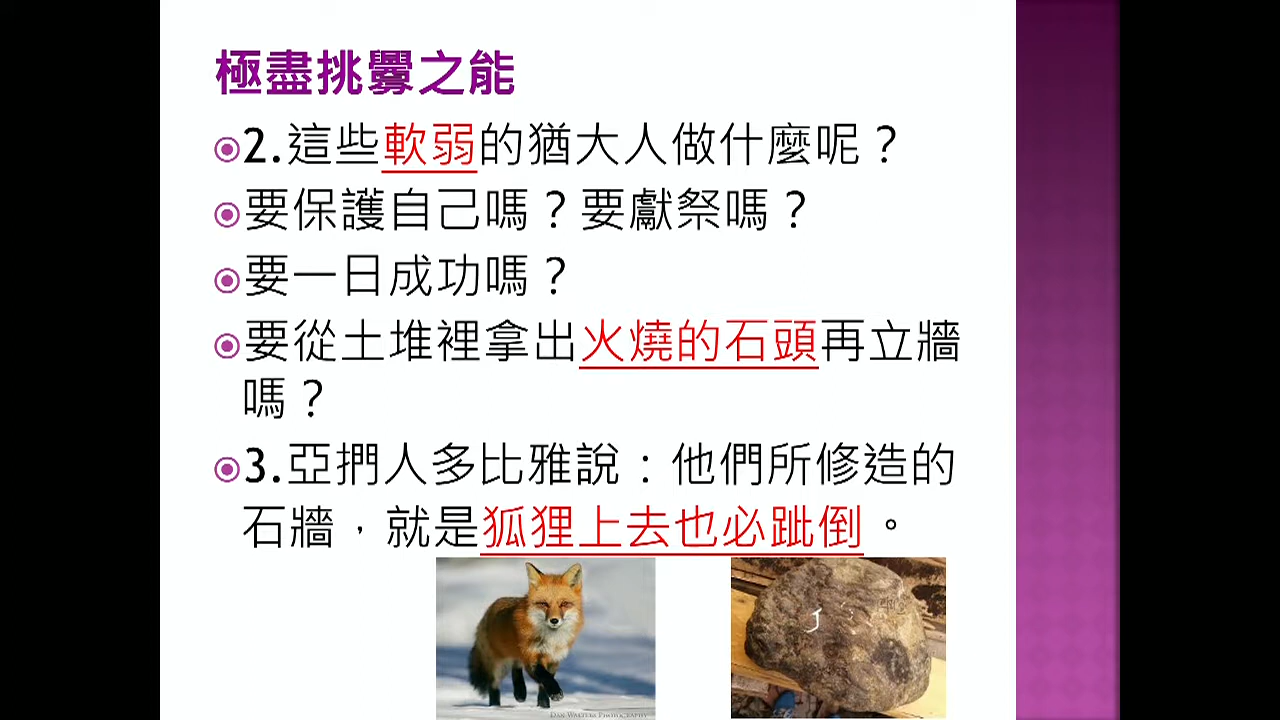 極盡挑釁之能
2.這些軟弱的猶大人做什麼呢？
要保護自己嗎？要獻祭嗎？
要一日成功嗎？
要從土堆裡拿出火燒的石頭再立牆
嗎？
3.亞捫人多比雅說：他們所修造的
石牆，就是狐狸上去也必跐倒。
DAN WALTERS PHOTOGRAPHY